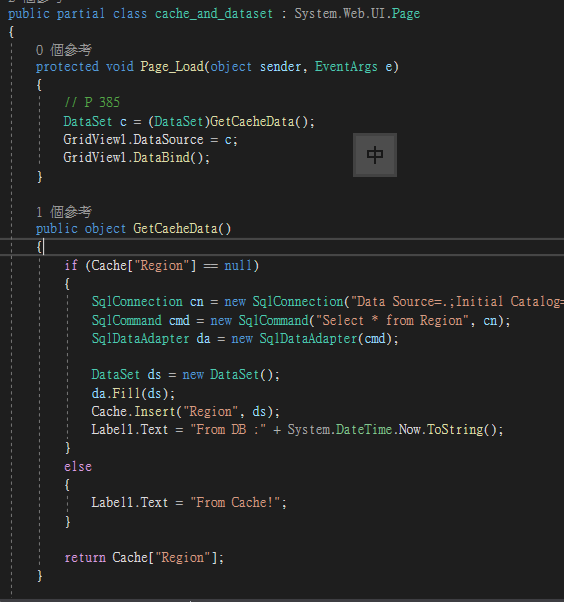 public partial class cache_and_dataset : System.Web.UI.Page
{
0 個參考
protected void Page_Load(object sender, EventArgs e)
{
// P 385
DataSet c = (DataSet)GetCaeheData();
GridView1.DataSource = c;
GridView1.DataBind();
}
中
1 個參考
public object GetCaeheData()
{
if (Cache["Region"] == null)
{
SqlConnection cn = new SqlConnection("Data Source=.;Initial Catalog=
SqlCommand cmd = new SqlCommand("Select * from Region", cn);
SqlDataAdapter da = new SqlDataAdapter(cmd);
DataSet ds = new DataSet();
da.Fill(ds);
Cache.Insert("Region", ds);
Label1.Text = "From DB :" + System.DateTime.Now.ToString();
}
else
{
Label1.Text = "From Cache!";
}
return Cache["Region"];
}